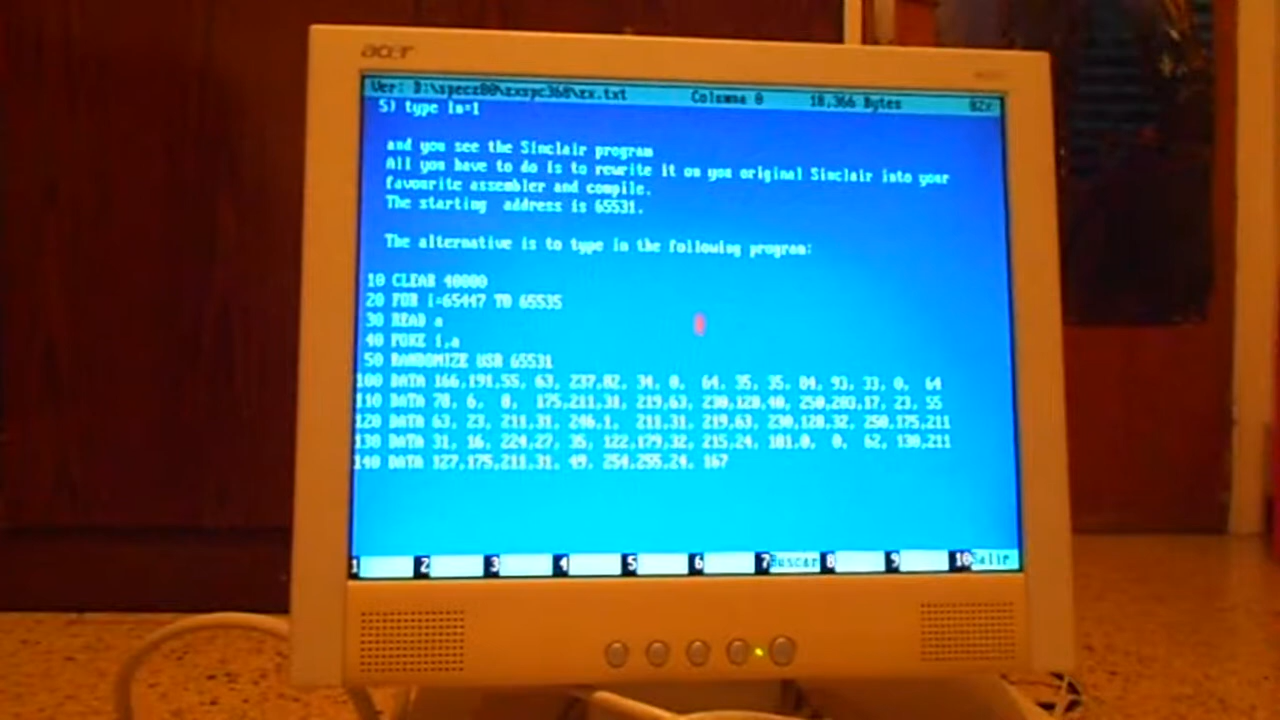 acer
Ver: D:\specz80\zxspc360\zx.txt Columna 0 18,366 Bytes 82%
5) type ln=1
and you see the Sinclair program
All you have to do is to rewrite it on you original Sinclair into your
favourite assembler and compile.
The starting address is 65531.
The alternative is to type in the following program:
10 CLEAR 40000
20 FOR i=65447 TO 65535
30 READ a
40 POKE i,a
50 RANDOMIZE USR 65531
100 DATA 166,191,55, 63, 237,82, 34, 0, 64, 35, 35, 84, 93, 33, 0, 64
110 DATA 78, 6, 8, 175,211,31, 219,63, 230,128,40, 250,203,17, 23, 55
120 DATA 63, 23, 211,31, 246,1, 211,31, 219,63, 230,128,32, 250,175,211
130 DATA 31, 16, 224,27, 35, 122,179,32, 215,24, 181,0, 0, 62, 130,211
140 DATA 127,175,211,31, 49, 254,255,24, 167
1 2 3 4 5 6 7Buscar 8 9 10Salir